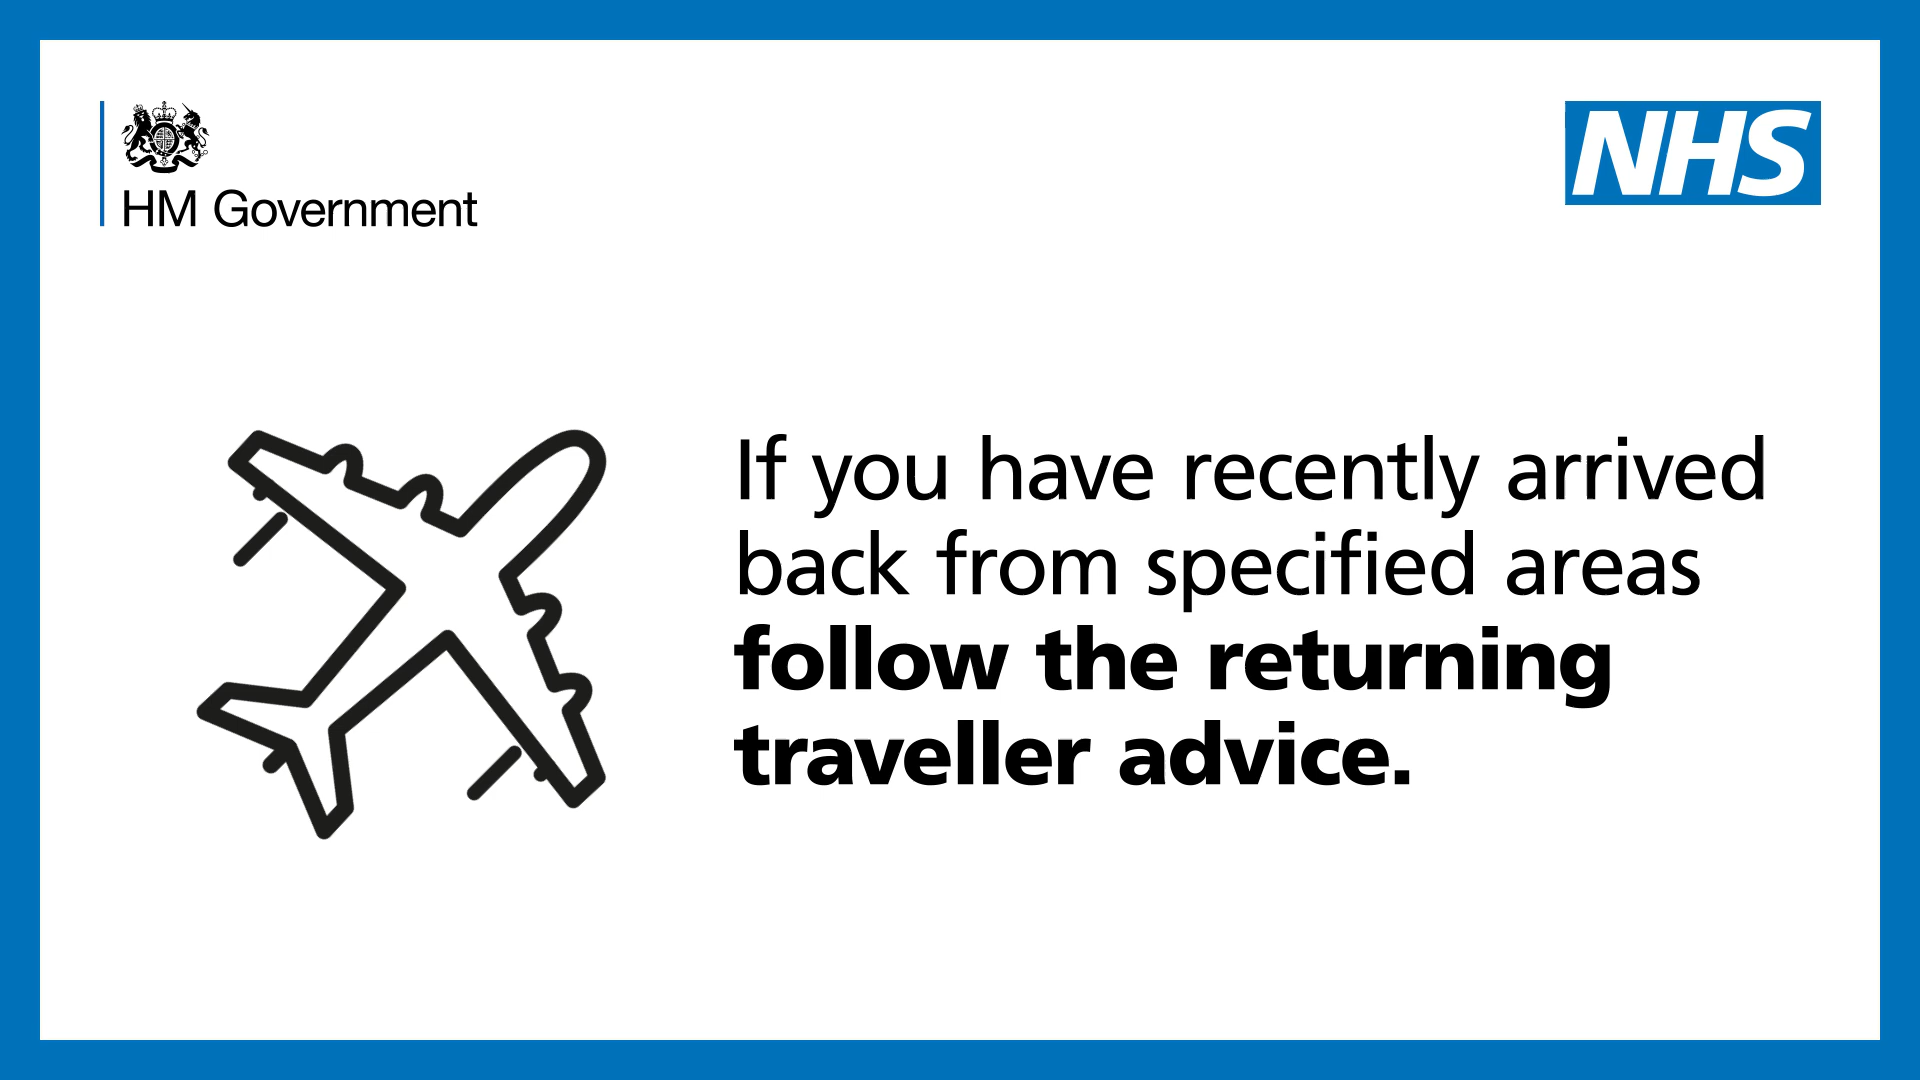 HM Government
NHS
If you have recently arrived
back from specified areas
follow the returning
traveller advice.